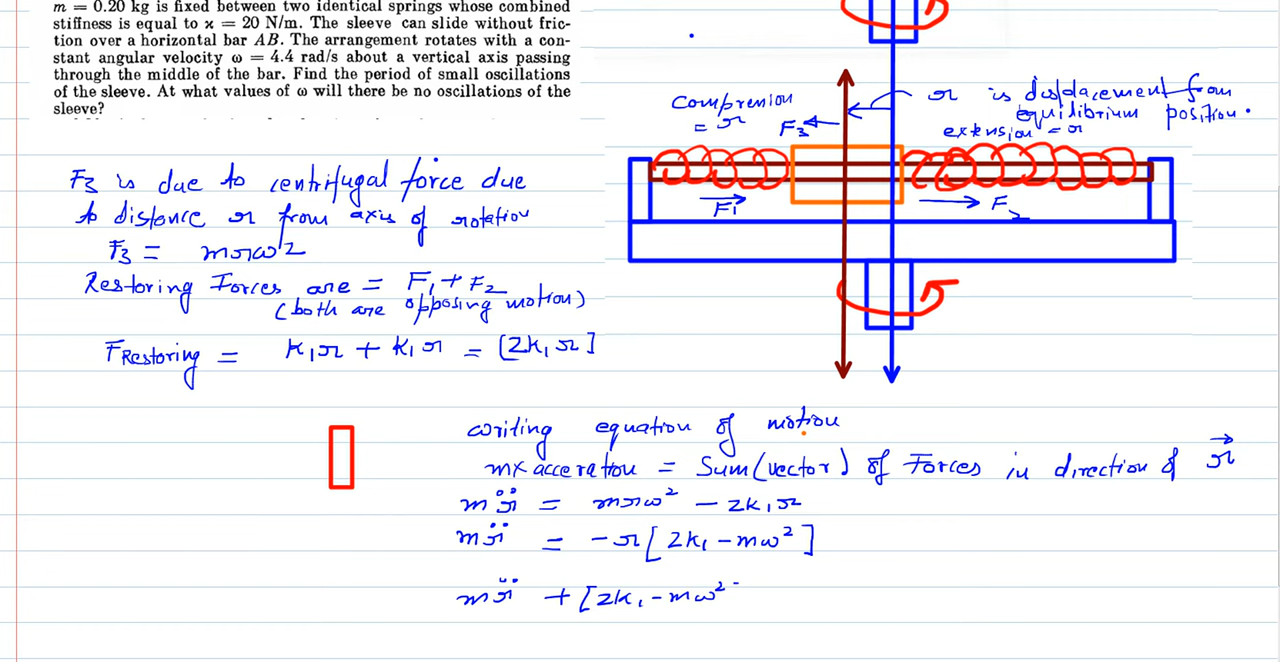 m = 0.20 kg is fixed between two identical springs whose combined
stiffness is equal to ϰ = 20 N/m. The sleeve can slide without fric-
tion over a horizontal bar AB. The arrangement rotates with a con-
stant angular velocity ω = 4.4 rad/s about a vertical axis passing
through the middle of the bar. Find the period of small oscillations
of the sleeve. At what values of ω will there be no oscillations of the
sleeve?
r is displacement from
equilibrium position.
compression
= r
F3
extension = r
F1
F2
F3 is due to centrifugal force due
to distance r from axis of rotation
F3 = mrω²
Restoring Forces are = F1 + F2
(both are opposing motion)
FRestoring = K1r + K1r = [2K1r]
writing equation of motion
mx acceration = Sum(vector) of Forces in direction of r⃗
mr̈ = mrω² - 2K1r
mr̈ = -r[2K1 - mω²]
mr̈ + [2K1 - mω²